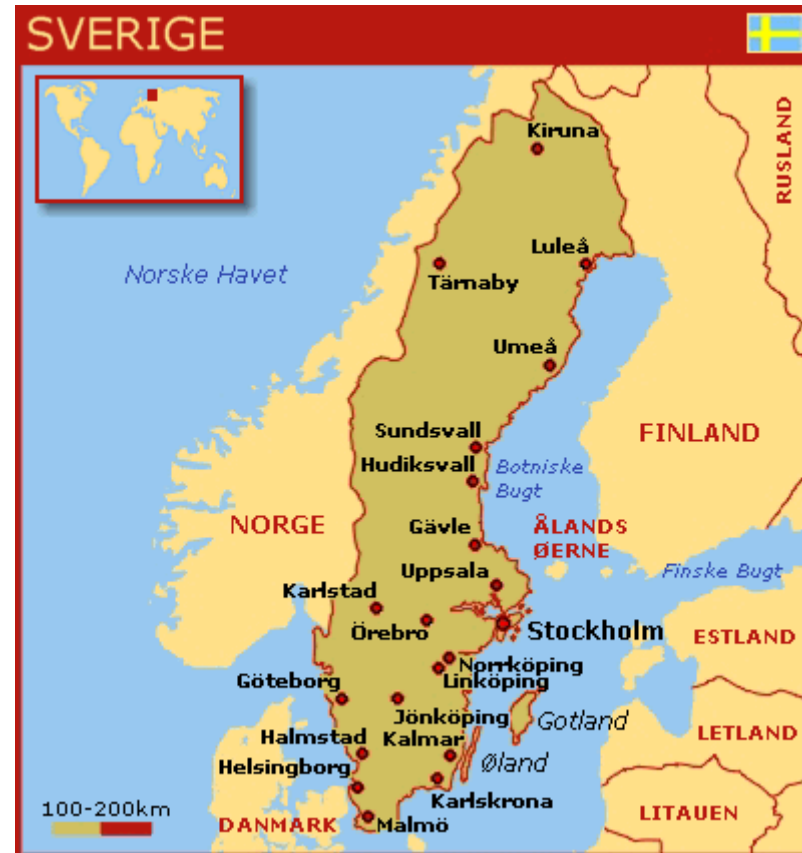 SVERIGE
Kiruna
RUSLAND
Luleå
Norske Havet
Tärnaby
Umeå
Sundsvall
FINLAND
Hudiksvall
Botniske
Bugt
NORGE
Gävle
ÅLANDS
ØERNE
Uppsala
Finske Bugt
Karlstad
Örebro
Stockholm
ESTLAND
Norrköping
Linköping
Göteborg
Jönköping
Gotland
LETLAND
Halmstad
Kalmar
Øland
Helsingborg
Karlskrona
100-200km
DANMARK
Malmö
LITAUEN